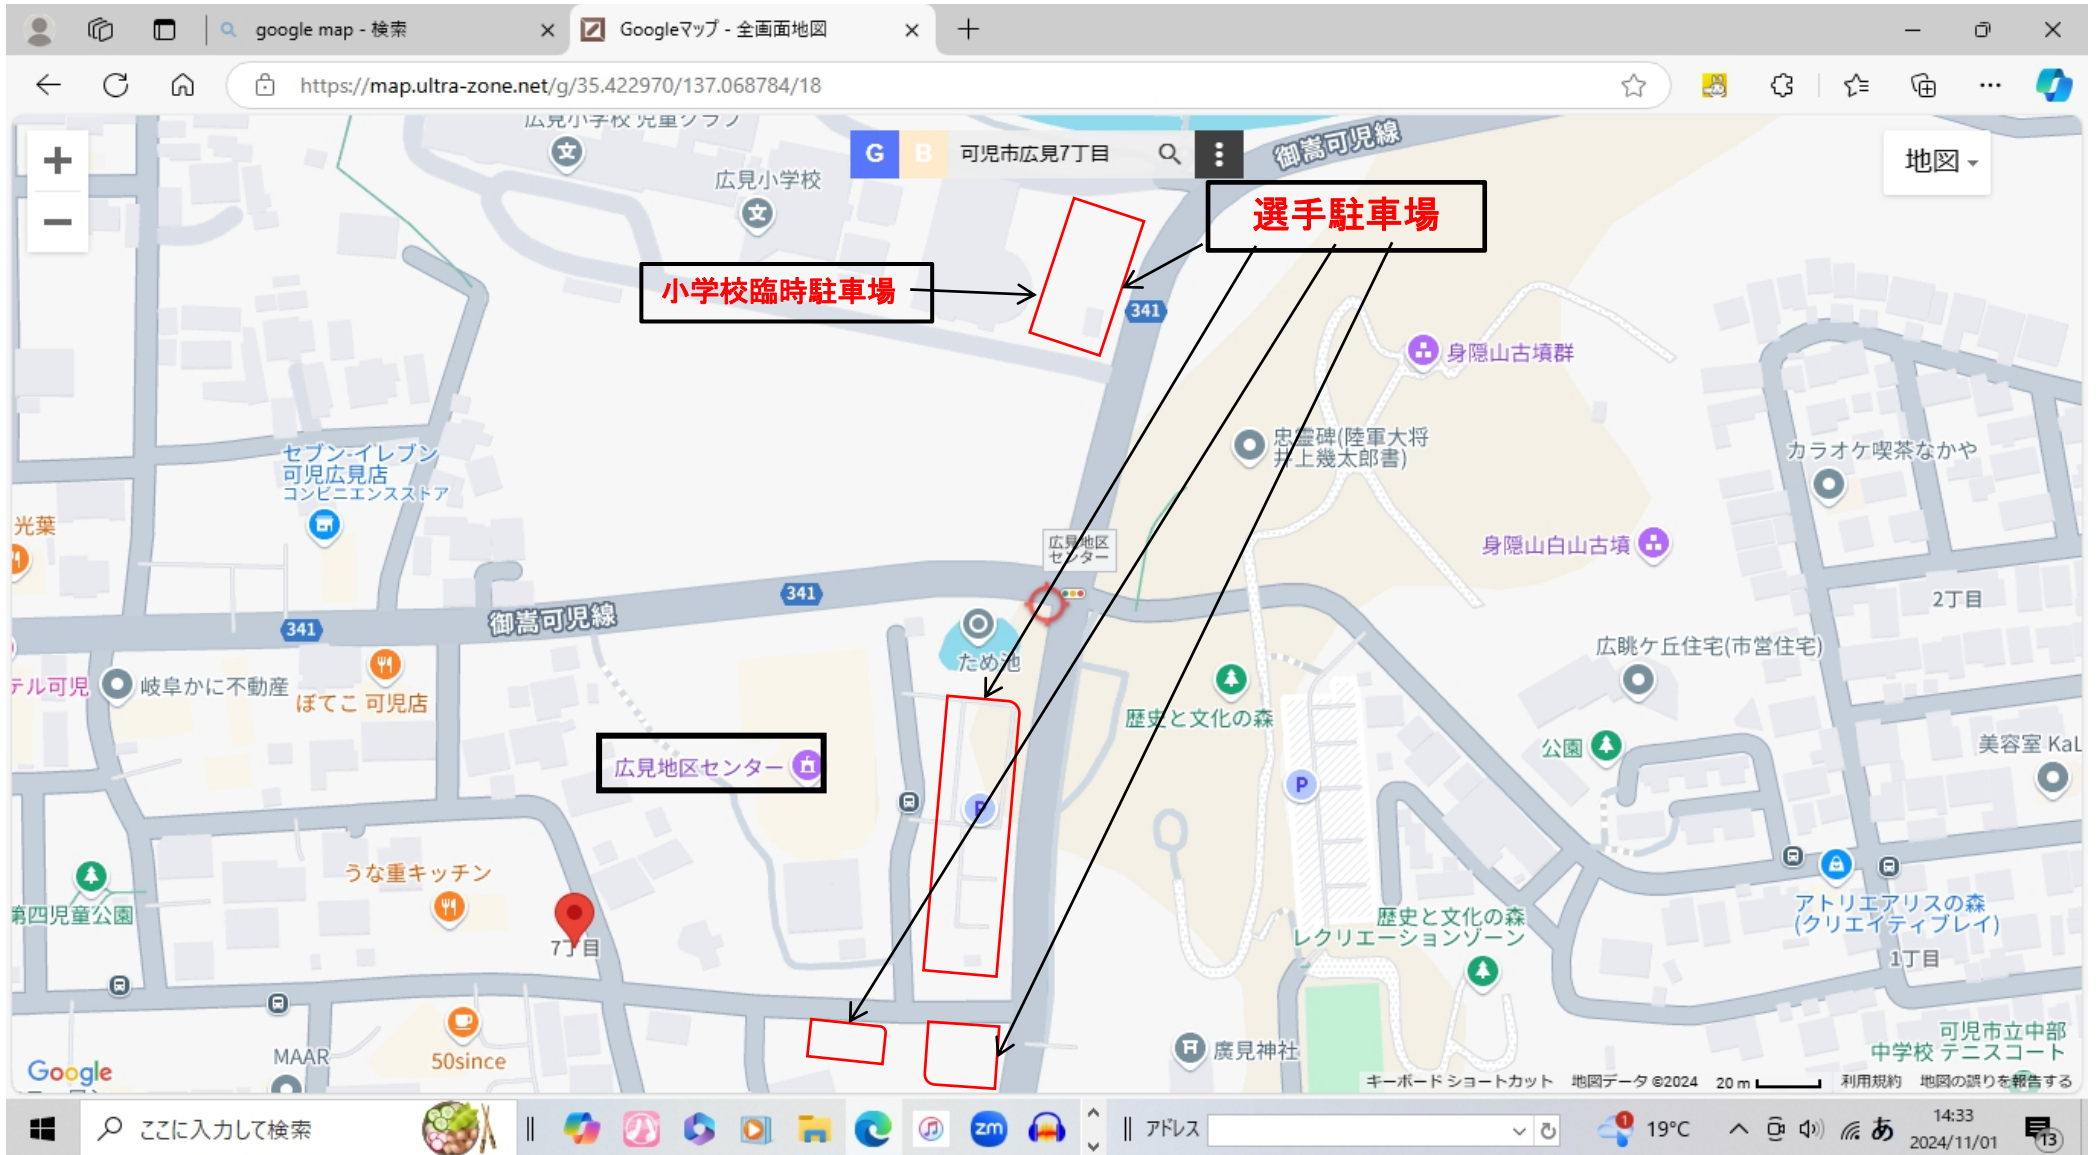 google map - 検索
Googleマップ - 全画面地図
https://map.ultra-zone.net/g/35.422970/137.068784/18
広見小学校 児童クラブ
広見小学校
G
B
可児市広見7丁目
御嵩可児線
地図
選手駐車場
小学校臨時駐車場
341
身隠山古墳群
忠霊碑(陸軍大将
井上幾太郎書)
カラオケ喫茶なかや
セブン-イレブン
可児広見店
コンビニエンスストア
光葉
広見地区
センター
身隠山白山古墳
341
御嵩可児線
341
2丁目
ため池
広眺ケ丘住宅(市営住宅)
テル可児
岐阜かに不動産
ぼてこ 可児店
歴史と文化の森
公園
美容室 KaL
広見地区センター
P
P
うな重キッチン
第四児童公園
7丁目
歴史と文化の森
レクリエーションゾーン
アトリエアリスの森
(クリエイティブレイ)
1丁目
MAAR
50since
廣見神社
可児市立中部
中学校 テニスコート
Google
キーボード ショートカット
地図データ ©2024
20 m
利用規約
地図の誤りを報告する
ここに入力して検索
zm
アドレス
1
19°C
あ
14:33
2024/11/01
13